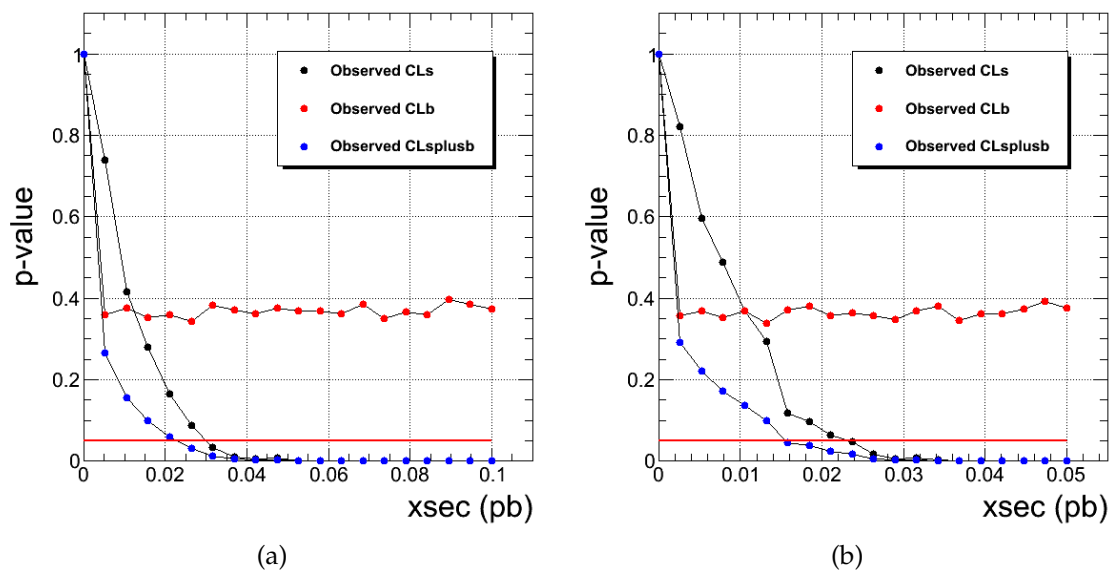 1
0.8
0.6
0.4
0.2
0
p-value
Observed CLs
Observed CLb
Observed CLsplusb
0 0.02 0.04 0.06 0.08 0.1
xsec (pb)
(a)
1
0.8
0.6
0.4
0.2
0
p-value
Observed CLs
Observed CLb
Observed CLsplusb
0 0.01 0.02 0.03 0.04 0.05
xsec (pb)
(b)